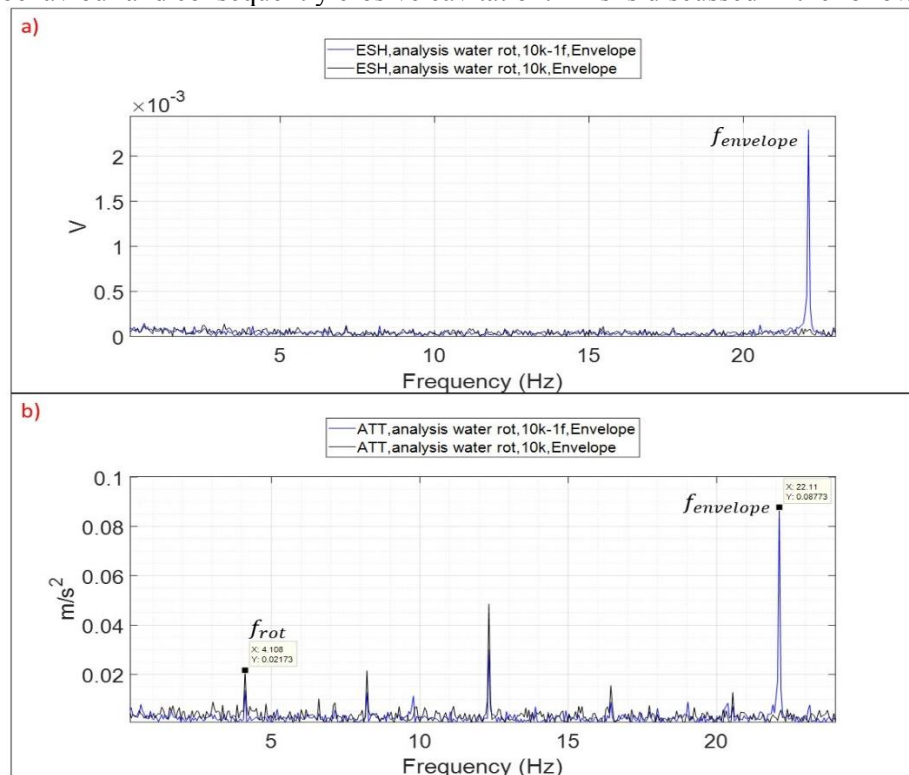 a)
ESH,analysis water rot,10k-1f,Envelope
ESH,analysis water rot,10k,Envelope
×10-3
f envelope
2
1.5
1
0.5
0
V
5 10 15 20
Frequency (Hz)
b)
ATT,analysis water rot,10k-1f,Envelope
ATT,analysis water rot,10k,Envelope
0.1
X: 22.11
Y: 0.08773
f envelope
0.08
0.06
m/s2
0.04
f rot
X: 4.108
Y: 0.02173
0.02
5 10 15 20
Frequency (Hz)